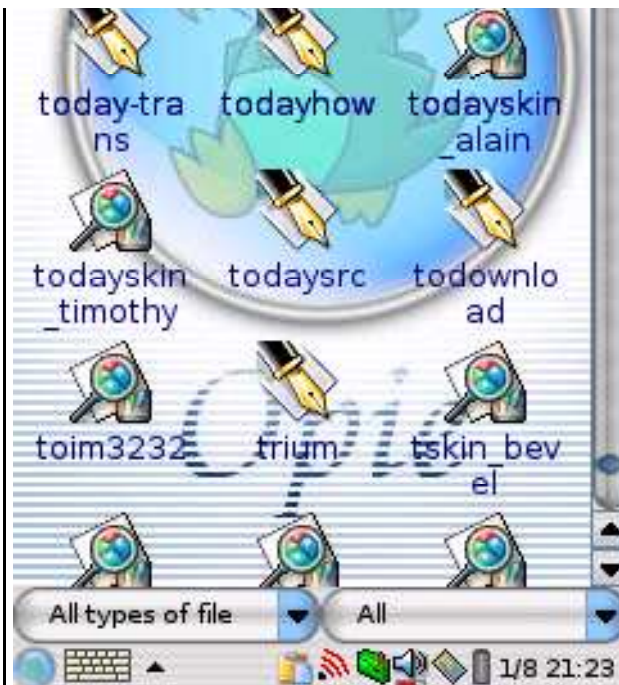 today-tra todayhow todayskin
ns _alain
todayskin todaysrc todownlo
_timothy ad
Opie
toim3232 trium tskin_bev
el
All types of file All
1/8 21:23